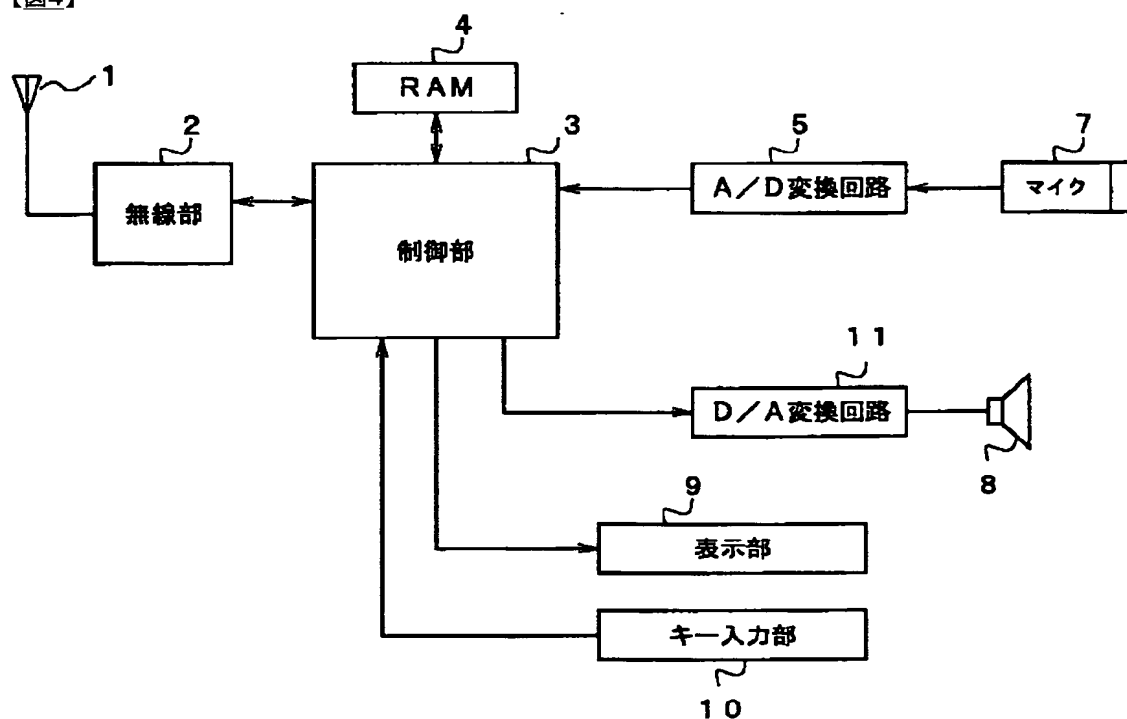 【図4】
4
1
RAM
2
3
5
7
無線部
制御部
A/D変換回路
マイク
11
D/A変換回路
8
9
表示部
キー入力部
10